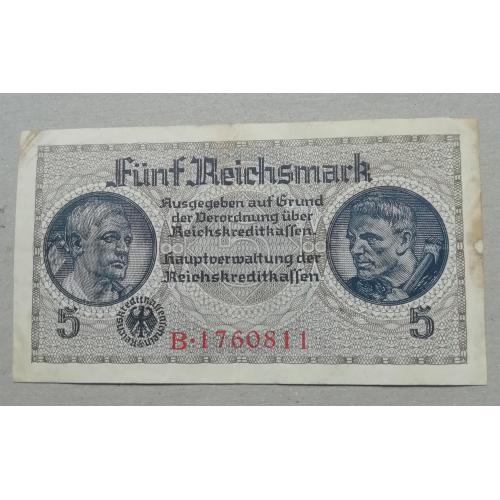 Fünf Reichsmark
Ausgegeben auf Grund
der Verordnung über
Reichskreditkassen.
Hauptverwaltung der
Reichskreditkassen
5
5
B·1760811